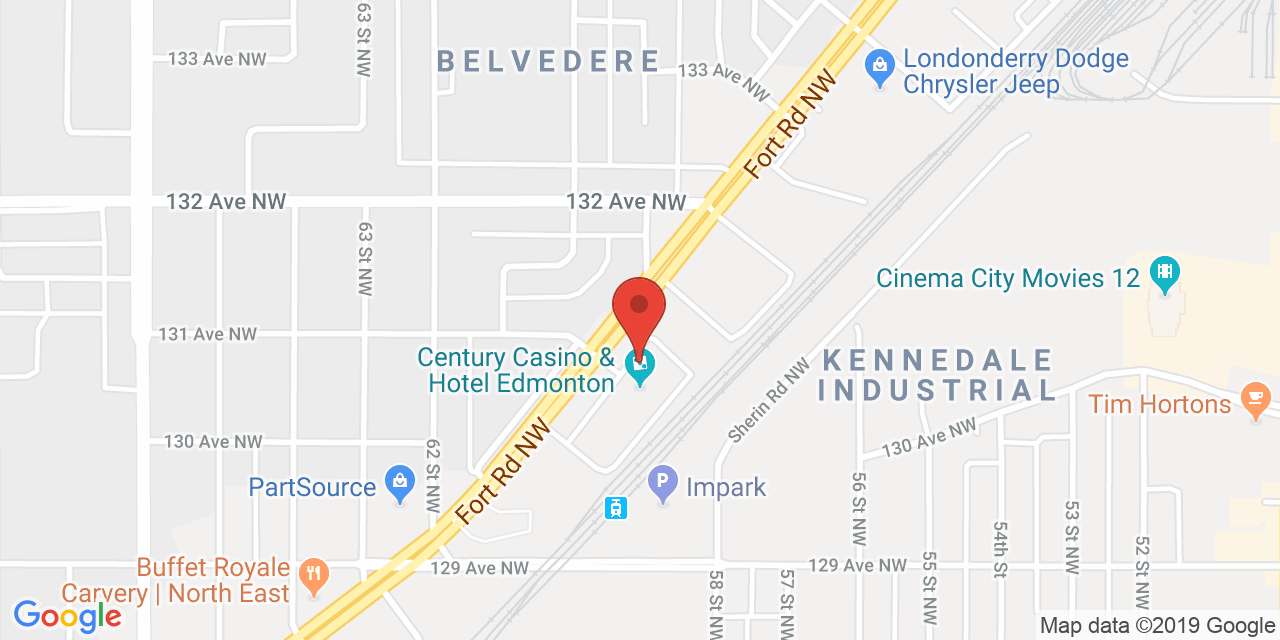 63 St NW
133 Ave NW
BELVEDERE
133 Ave NW
Londonderry Dodge
Chrysler Jeep
Fort Rd NW
132 Ave NW
132 Ave NW
63 St NW
Cinema City Movies 12
131 Ave NW
Century Casino &
Hotel Edmonton
KENNEDALE
INDUSTRIAL
Sherin Rd NW
Tim Hortons
130 Ave NW
130 Ave NW
62 St NW
Fort Rd NW
PartSource
P
Impark
56 St NW
53 St NW
54th St
52 St NW
55 St NW
129 Ave NW
129 Ave NW
58 St NW
57 St NW
Buffet Royale
Carvery | North East
Google
Map data ©2019 Google